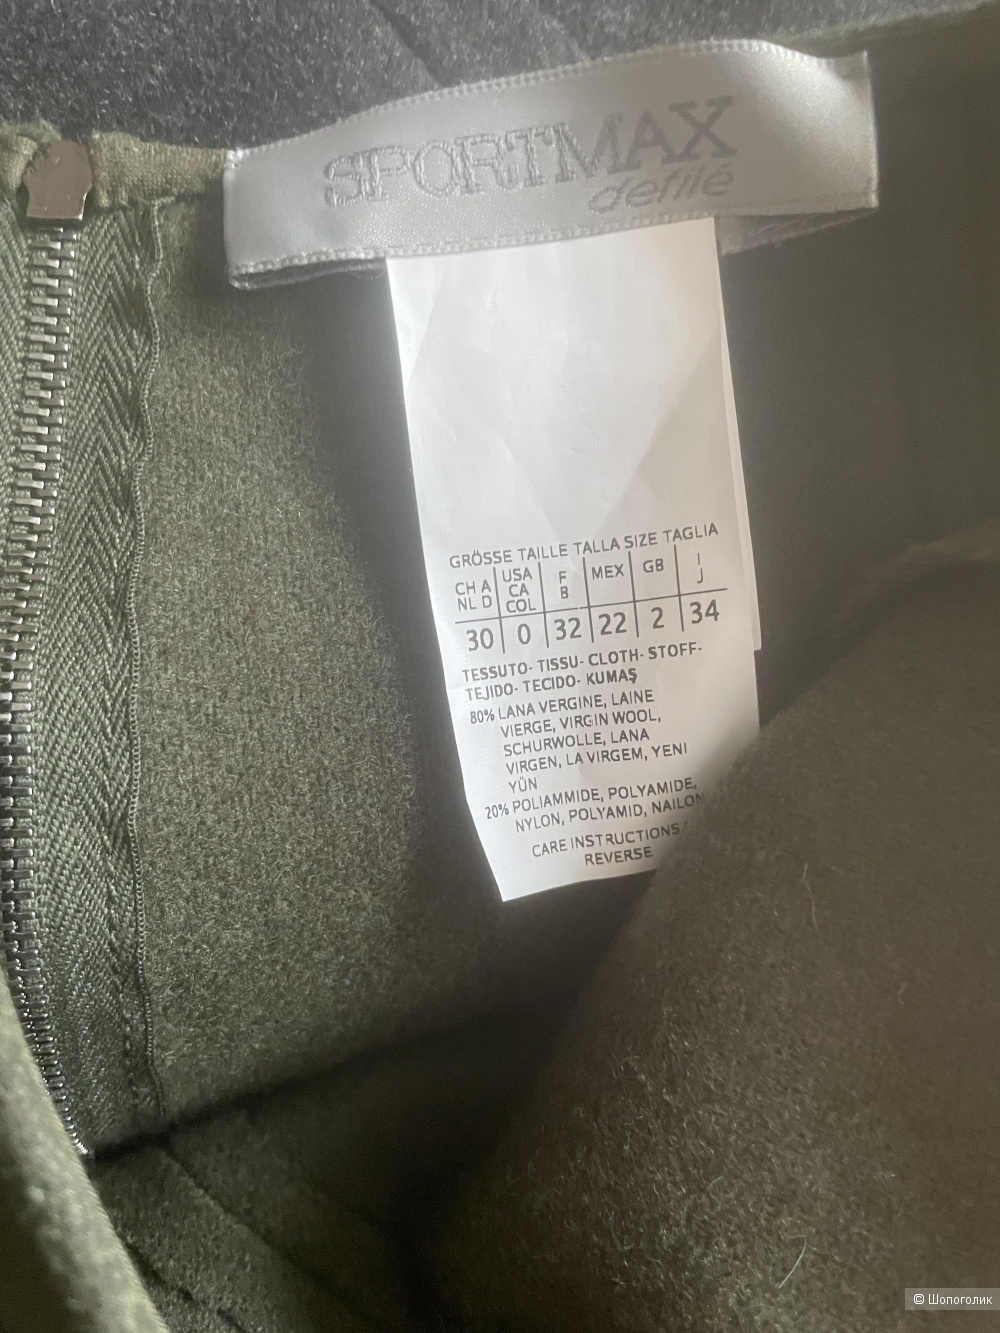 SPORTMAX
defilé
GRÖSSE TAILLE TALLA SIZE TAGLIA
CH A NL D | USA CA COL | F B | MEX | GB | I J
30 | 0 | 32 | 22 | 2 | 34
TESSUTO- TISSU- CLOTH- STOFF-
TEJIDO- TECIDO- KUMAŞ
80% LANA VERGINE, LAINE
VIERGE, VIRGIN WOOL,
SCHURWOLLE, LANA
VIRGEN, LA VIRGEM, YENI
YÜN
20% POLIAMMIDE, POLYAMIDE,
NYLON, POLYAMID, NAILON
CARE INSTRUCTIONS /
REVERSE
© Шопоголик